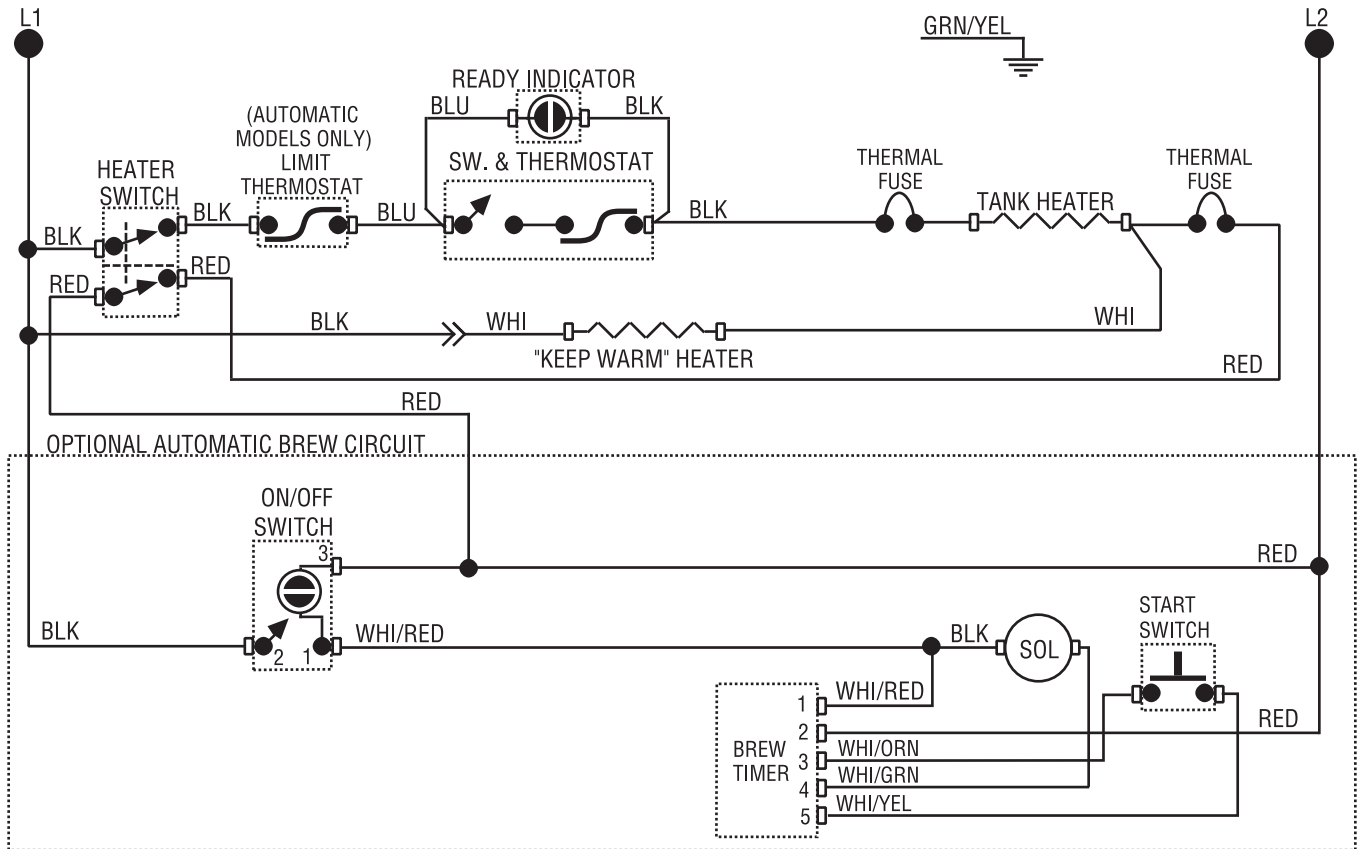 L1
GRN/YEL
L2
READY INDICATOR
BLU
BLK
(AUTOMATIC
MODELS ONLY)
LIMIT
THERMOSTAT
SW. & THERMOSTAT
HEATER
SWITCH
THERMAL
FUSE
THERMAL
FUSE
TANK HEATER
BLK
BLK
BLU
BLK
RED
RED
BLK
WHI
WHI
"KEEP WARM" HEATER
RED
RED
OPTIONAL AUTOMATIC BREW CIRCUIT
ON/OFF
SWITCH
3
RED
START
SWITCH
BLK
2
1
WHI/RED
BLK
SOL
BREW
TIMER
1
WHI/RED
2
RED
3
WHI/ORN
4
WHI/GRN
5
WHI/YEL